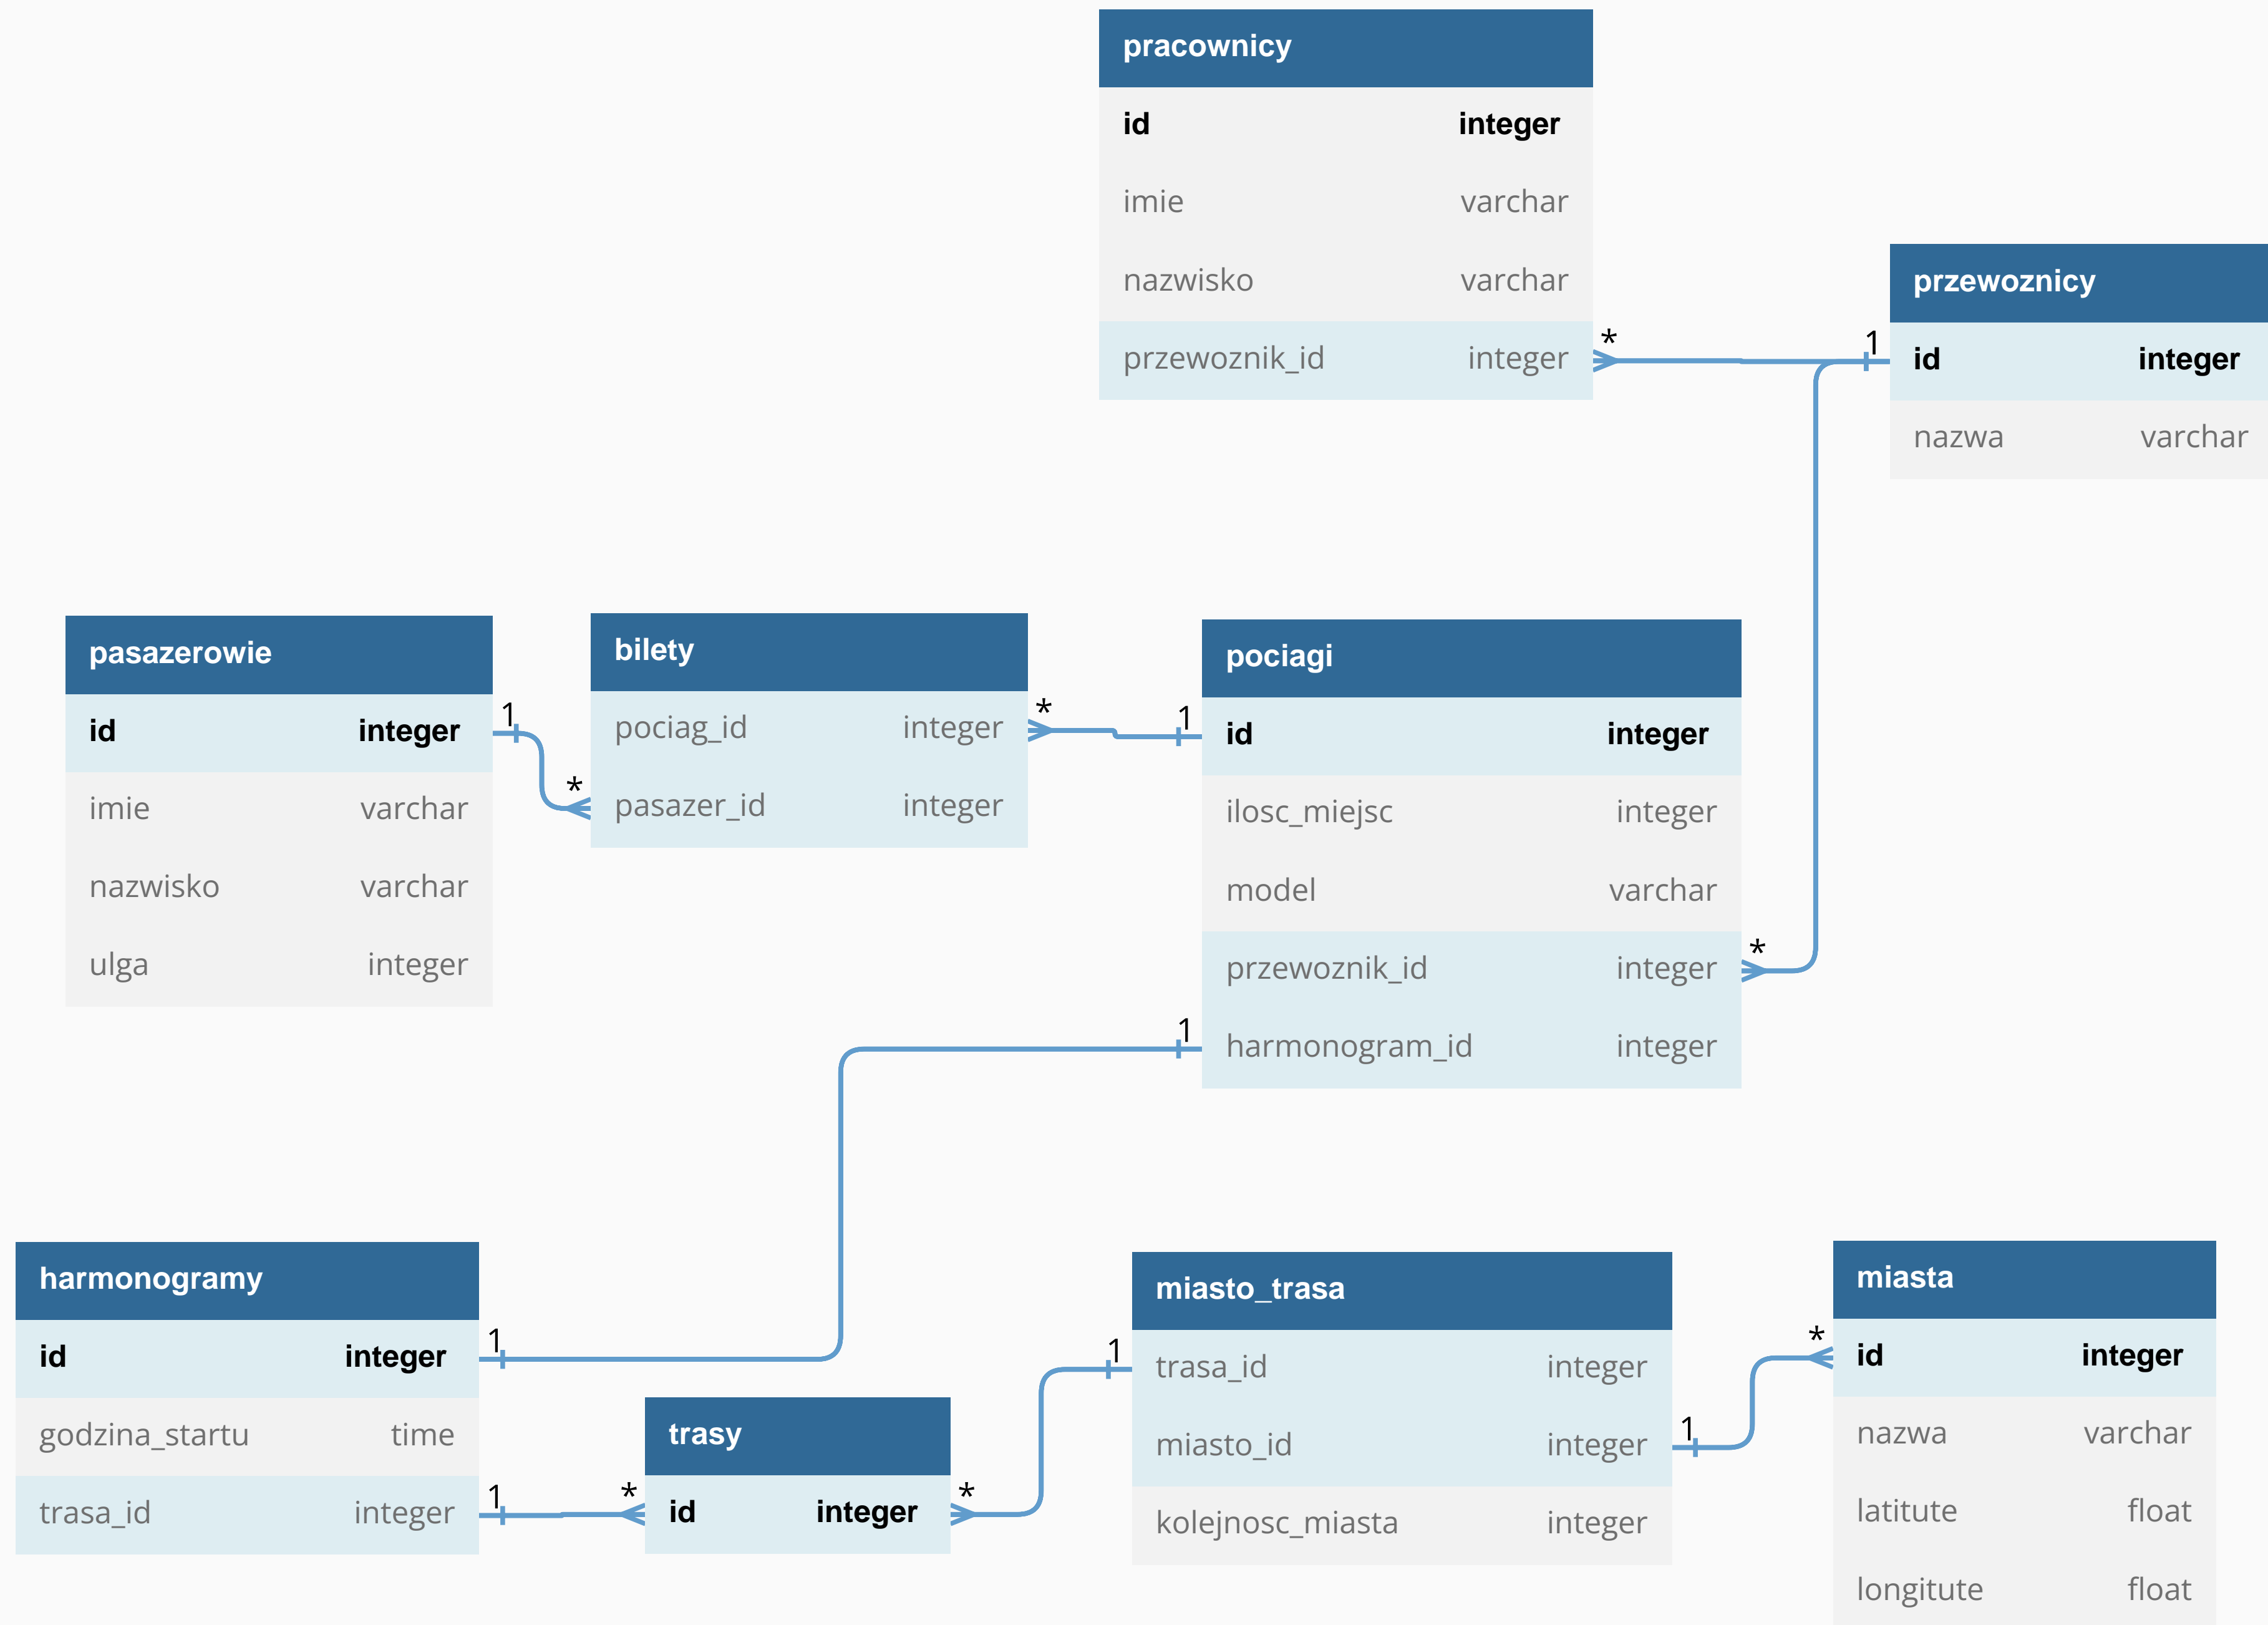 pracownicy
id integer
imie varchar
nazwisko varchar
przewoznik_id integer
* 1
przewoznicy
id integer
nazwa varchar
pasazerowie
id integer
imie varchar
nazwisko varchar
ulga integer
1 *
bilety
pociag_id integer
pasazer_id integer
* 1
pociagi
id integer
ilosc_miejsc integer
model varchar
przewoznik_id integer
harmonogram_id integer
*
1
harmonogramy
id integer
godzina_startu time
trasa_id integer
1
1 *
trasy
id integer
* 1
miasto_trasa
trasa_id integer
miasto_id integer
kolejnosc_miasta integer
1 *
miasta
id integer
nazwa varchar
latitute float
longitute float